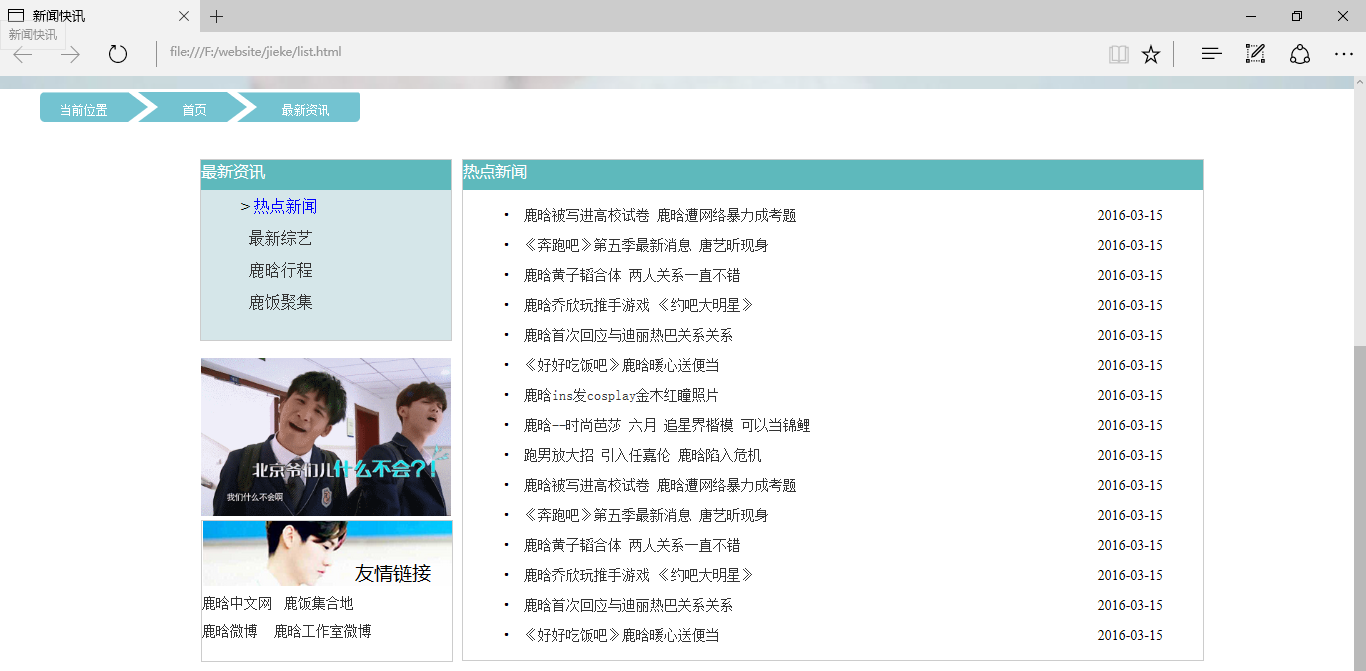 新闻快讯
新闻快讯
file:///F:/website/jieke/list.html
当前位置 首页 最新资讯
最新资讯
> 热点新闻
最新综艺
鹿晗行程
鹿饭聚集
北京爷们儿什么不会?!
我们什么不会啊
友情链接
鹿晗中文网 鹿饭集合地
鹿晗微博 鹿晗工作室微博
热点新闻
• 鹿晗被写进高校试卷 鹿晗遭网络暴力成考题 2016-03-15
• 《奔跑吧》第五季最新消息 唐艺昕现身 2016-03-15
• 鹿晗黄子韬合体 两人关系一直不错 2016-03-15
• 鹿晗乔欣玩推手游戏 《约吧大明星》 2016-03-15
• 鹿晗首次回应与迪丽热巴关系关系 2016-03-15
• 《好好吃饭吧》鹿晗暖心送便当 2016-03-15
• 鹿晗ins发cosplay金木红瞳照片 2016-03-15
• 鹿晗--时尚芭莎 六月 追星界楷模 可以当锦鲤 2016-03-15
• 跑男放大招 引入任嘉伦 鹿晗陷入危机 2016-03-15
• 鹿晗被写进高校试卷 鹿晗遭网络暴力成考题 2016-03-15
• 《奔跑吧》第五季最新消息 唐艺昕现身 2016-03-15
• 鹿晗黄子韬合体 两人关系一直不错 2016-03-15
• 鹿晗乔欣玩推手游戏 《约吧大明星》 2016-03-15
• 鹿晗首次回应与迪丽热巴关系关系 2016-03-15
• 《好好吃饭吧》鹿晗暖心送便当 2016-03-15